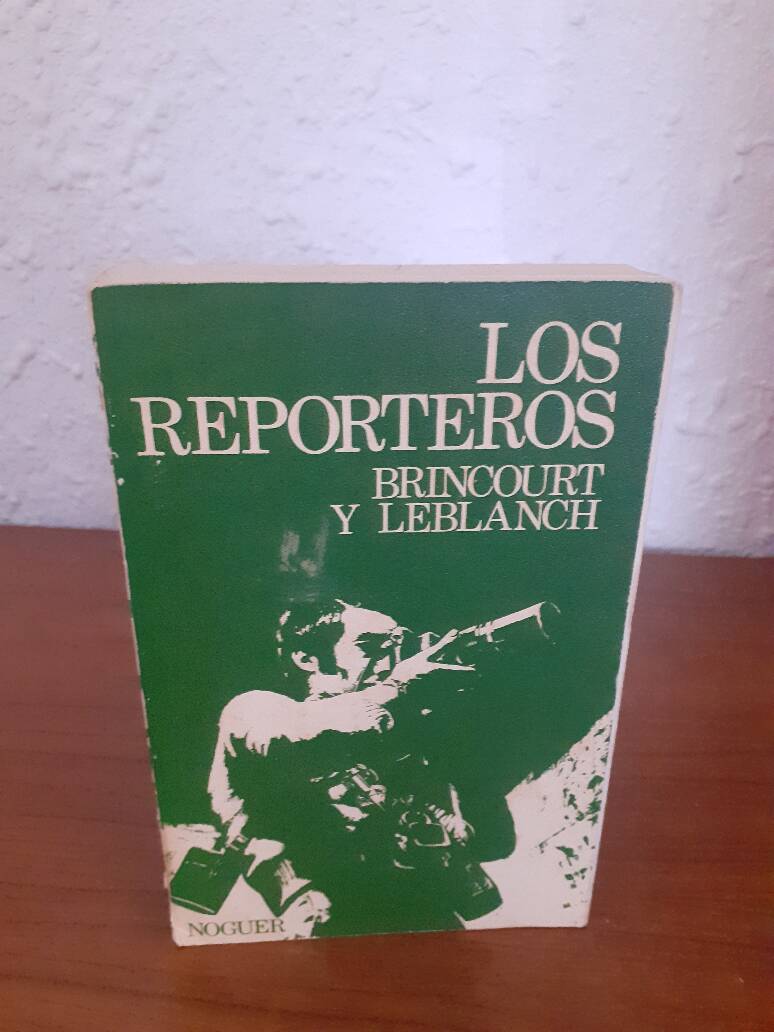 LOS
REPORTEROS
BRINCOURT
Y LEBLANCH
NOGUER